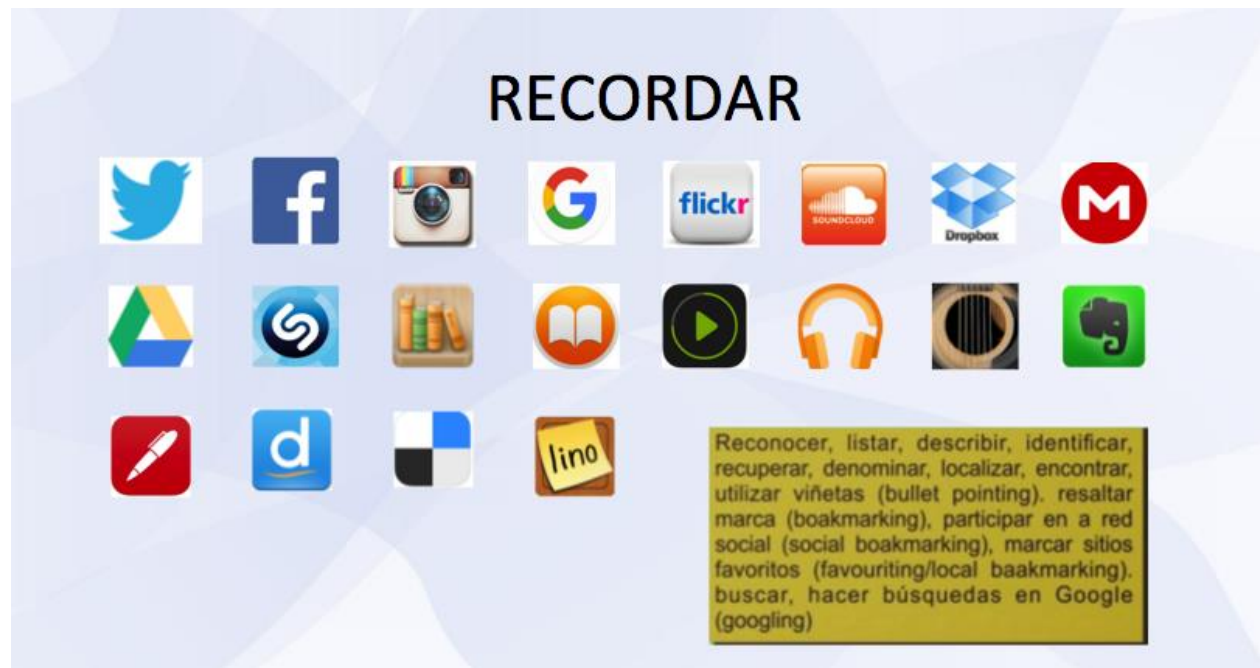 RECORDAR
flickr
SOUNDCLOUD
Dropbox
lino
Reconocer, listar, describir, identificar,
recuperar, denominar, localizar, encontrar,
utilizar viñetas (bullet pointing). resaltar
marca (boakmarking), participar en a red
social (social boakmarking), marcar sitios
favoritos (favouriting/local baakmarking).
buscar, hacer búsquedas en Google
(googling)